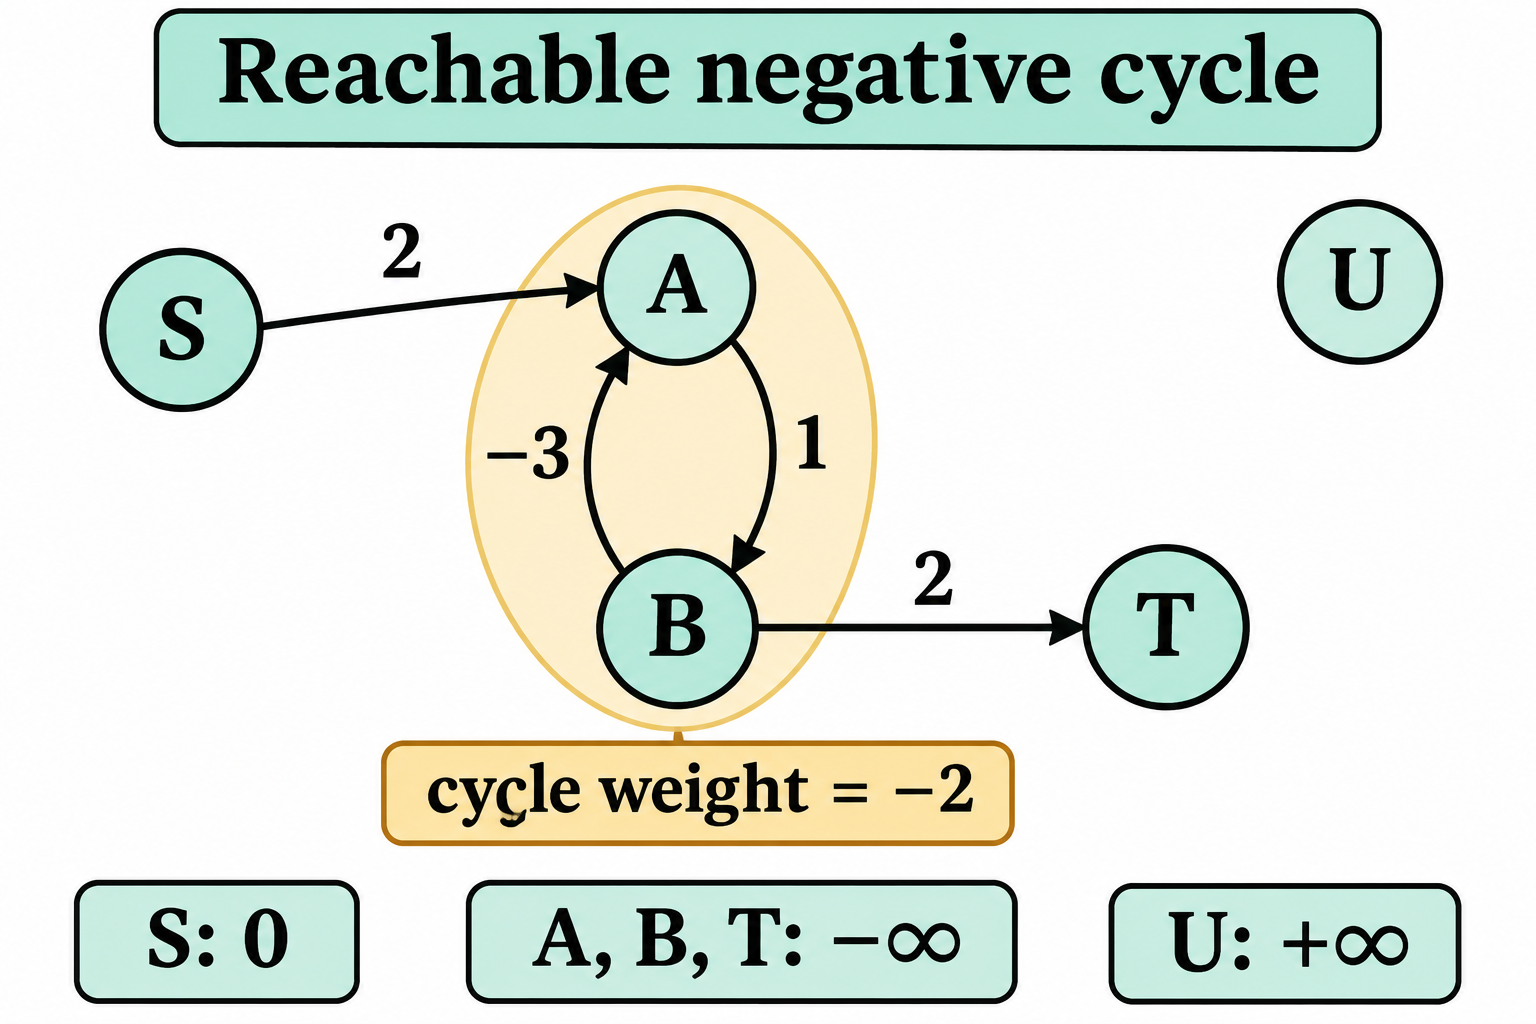 Reachable negative cycle
2
S
A
U
−3
1
B
2
T
cycle weight = −2
S: 0
A, B, T: −∞
U: +∞